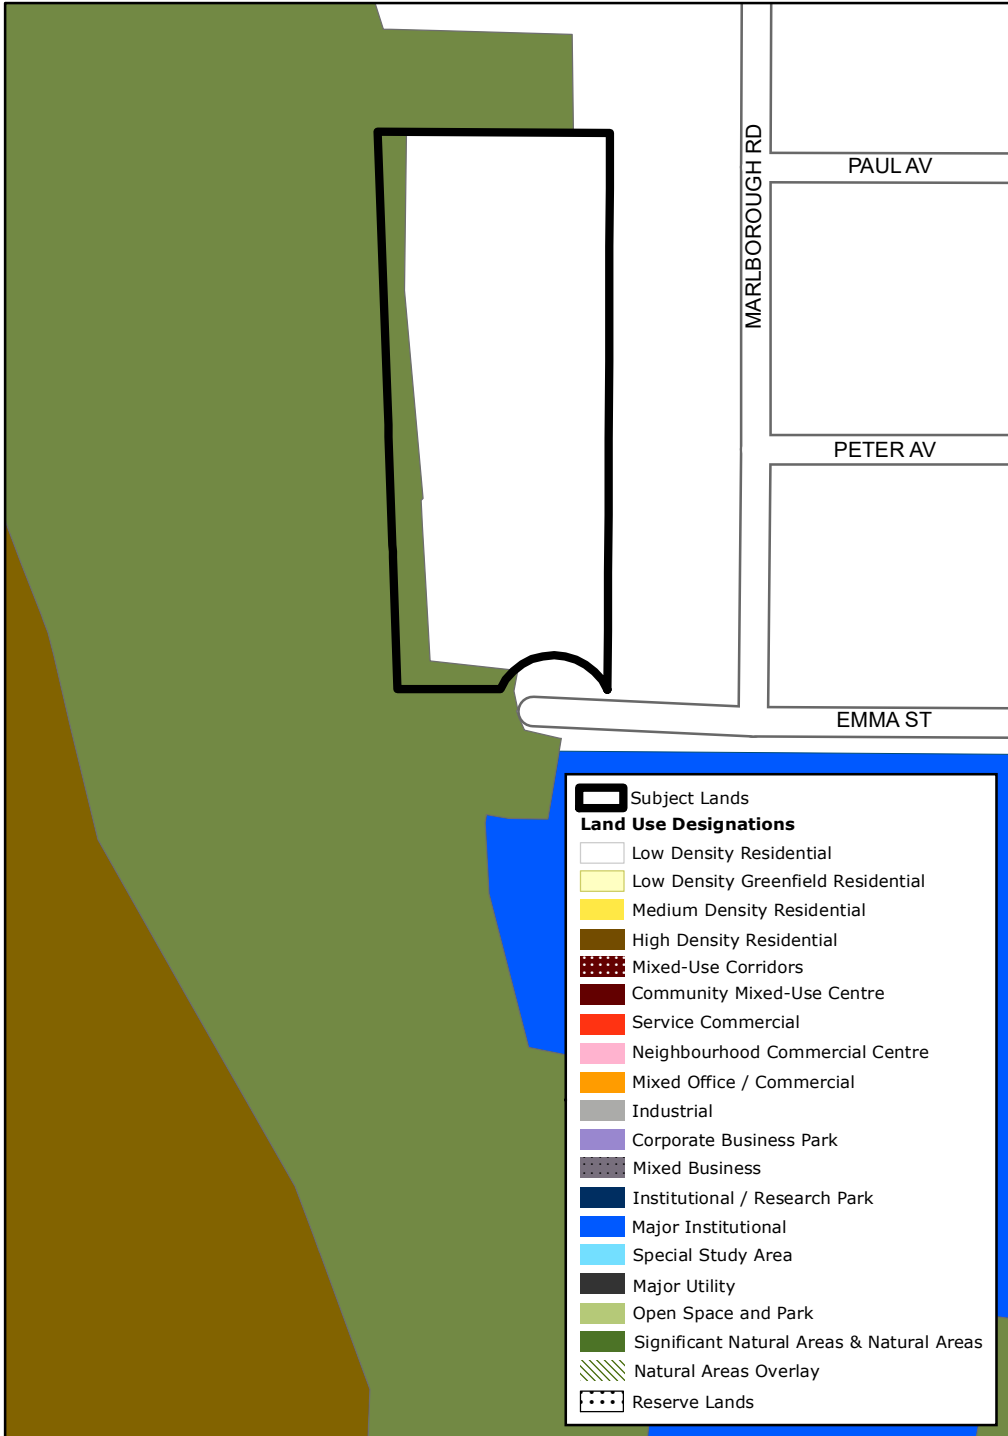 MARLBOROUGH RD
PAUL AV
PETER AV
EMMA ST
Subject Lands
Land Use Designations
Low Density Residential
Low Density Greenfield Residential
Medium Density Residential
High Density Residential
Mixed-Use Corridors
Community Mixed-Use Centre
Service Commercial
Neighbourhood Commercial Centre
Mixed Office / Commercial
Industrial
Corporate Business Park
Mixed Business
Institutional / Research Park
Major Institutional
Special Study Area
Major Utility
Open Space and Park
Significant Natural Areas & Natural Areas
Natural Areas Overlay
Reserve Lands